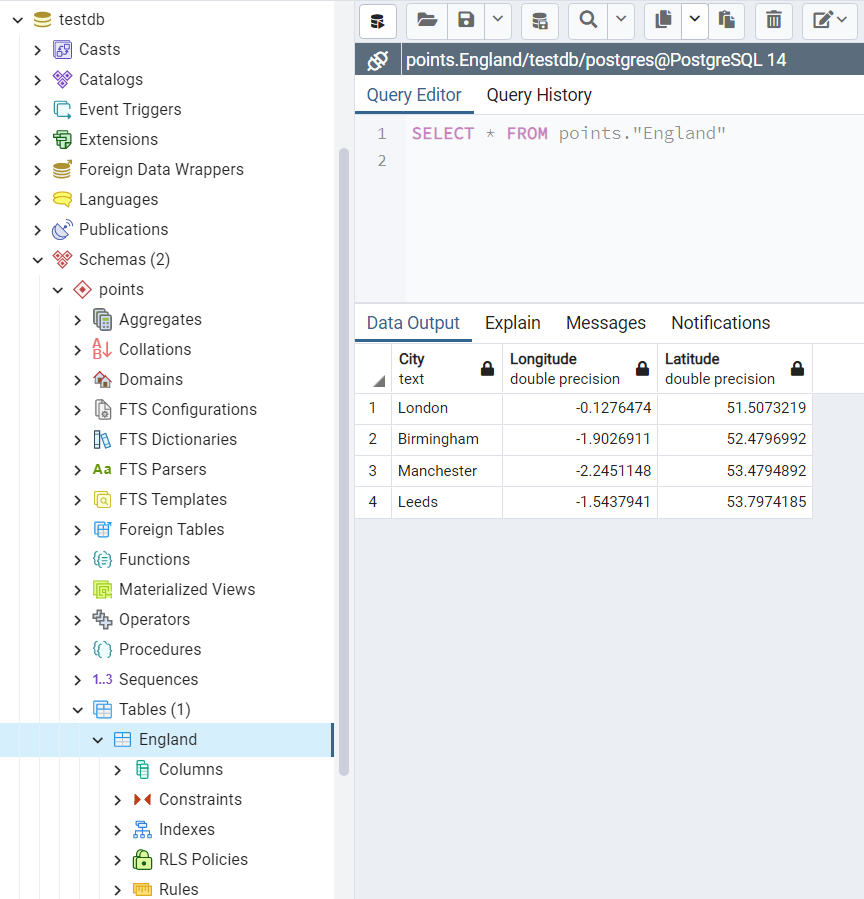 testdb
Casts
Catalogs
Event Triggers
Extensions
Foreign Data Wrappers
Languages
Publications
Schemas (2)
points
Aggregates
Collations
Domains
FTS Configurations
FTS Dictionaries
Aa FTS Parsers
FTS Templates
Foreign Tables
Functions
Materialized Views
Operators
Procedures
1..3 Sequences
Tables (1)
England
Columns
Constraints
Indexes
RLS Policies
Rules
points.England/testdb/postgres@PostgreSQL 14
Query Editor Query History
1 SELECT * FROM points."England"
2
Data Output Explain Messages Notifications
City Longitude Latitude
text double precision double precision
1 London -0.1276474 51.5073219
2 Birmingham -1.9026911 52.4796992
3 Manchester -2.2451148 53.4794892
4 Leeds -1.5437941 53.7974185